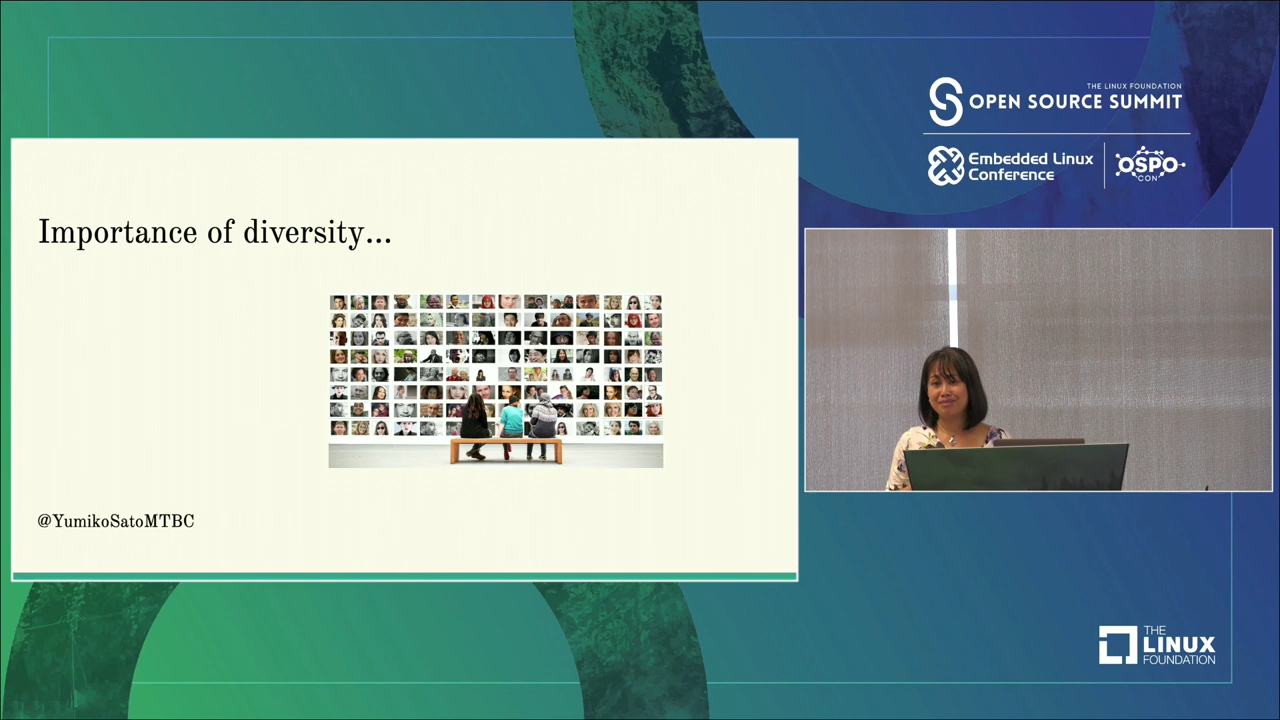 Importance of diversity...
@YumikoSatoMTBC
THE LINUX FOUNDATION
OPEN SOURCE SUMMIT
Embedded Linux
Conference
OSPO
CON
THE
LINUX
FOUNDATION